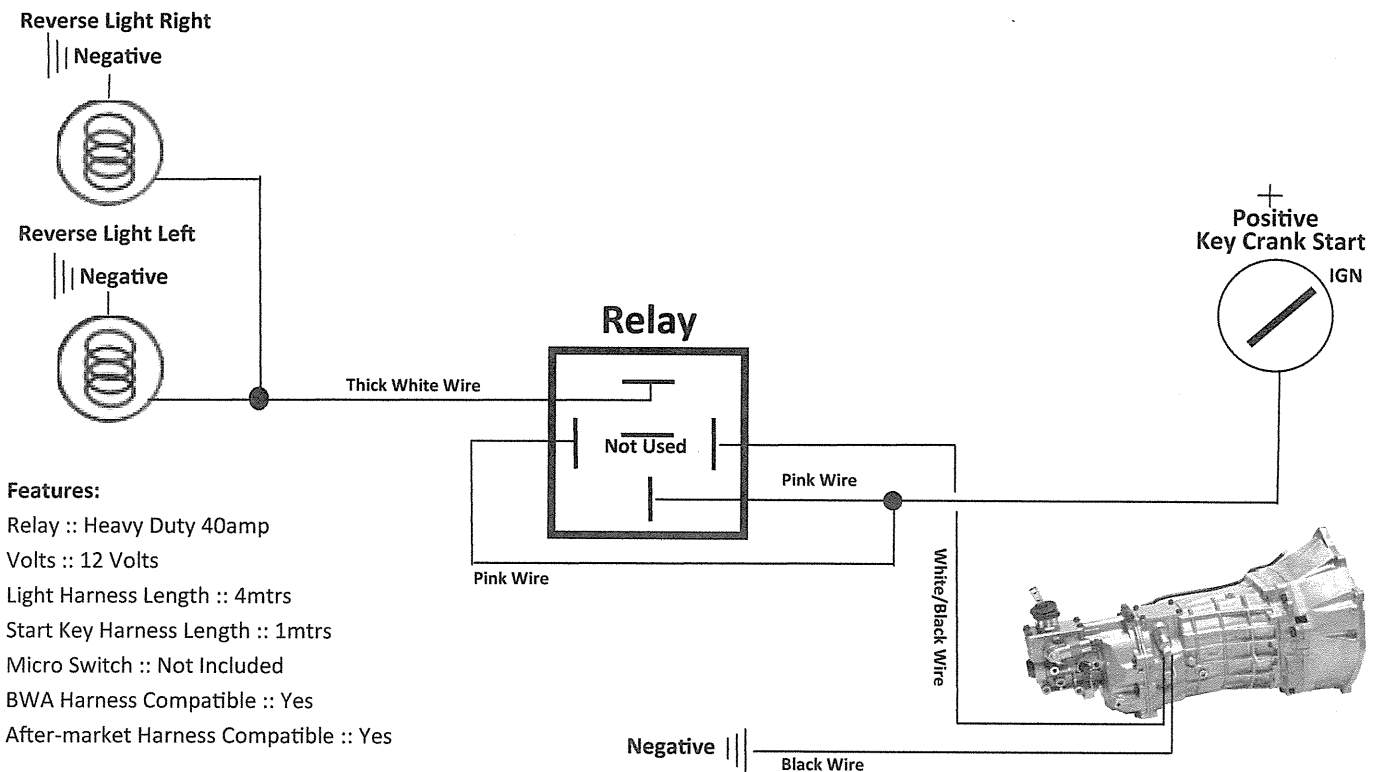 Reverse Light Right
Negative
Reverse Light Left
Negative
+
Positive
Key Crank Start
IGN
Relay
Thick White Wire
Not Used
Pink Wire
Pink Wire
White/Black Wire
Features:
Relay :: Heavy Duty 40amp
Volts :: 12 Volts
Light Harness Length :: 4mtrs
Start Key Harness Length :: 1mtrs
Micro Switch :: Not Included
BWA Harness Compatible :: Yes
After-market Harness Compatible :: Yes
Negative
Black Wire